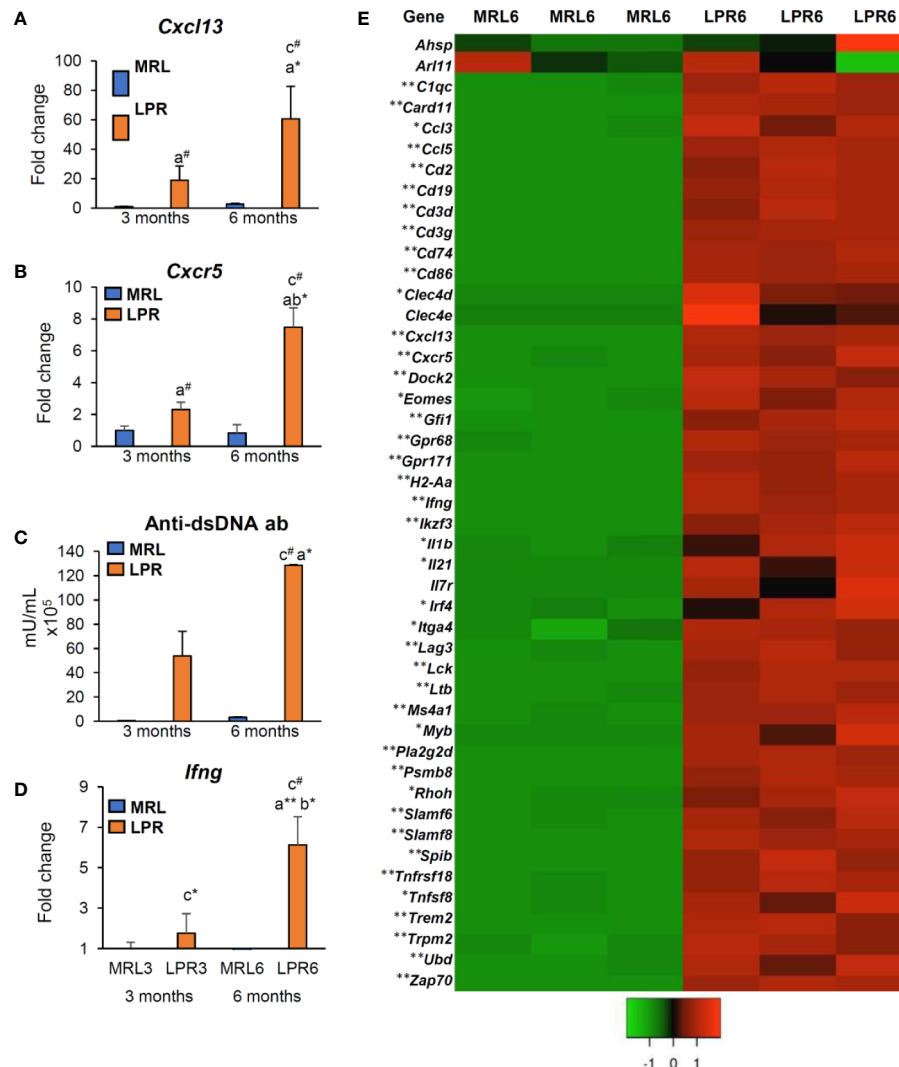 A
Cxcl13
Fold change
100
80
60
40
20
0
MRL
LPR
a#
c#
a*
3 months
6 months
B
Cxcr5
Fold change
10
8
6
4
2
0
MRL
LPR
a#
c#
ab*
3 months
6 months
C
Anti-dsDNA ab
mU/mL
x10⁵
140
120
100
80
60
40
20
0
MRL
LPR
c# a*
3 months
6 months
D
Ifng
Fold change
9
7
5
3
1
MRL
LPR
c*
c#
a** b*
MRL3 LPR3 MRL6 LPR6
3 months 6 months
E
Gene MRL6 MRL6 MRL6 LPR6 LPR6 LPR6
Ahsp
Arl11
**C1qc
**Card11
*Ccl3
**Ccl5
**Cd2
**Cd19
**Cd3d
**Cd3g
**Cd74
**Cd86
*Clec4d
Clec4e
**Cxcl13
**Cxcr5
**Dock2
*Eomes
**Gfi1
**Gpr68
**Gpr171
**H2-Aa
**Ifng
**Ikzf3
*Il1b
*Il21
Il7r
*Irf4
*Itga4
**Lag3
**Lck
**Ltb
**Ms4a1
*Myb
**Pla2g2d
**Psmb8
*Rhoh
**Slamf6
**Slamf8
**Spib
**Tnfrsf18
*Tnfsf8
**Trem2
**Trpm2
**Ubd
**Zap70
-1 0 1